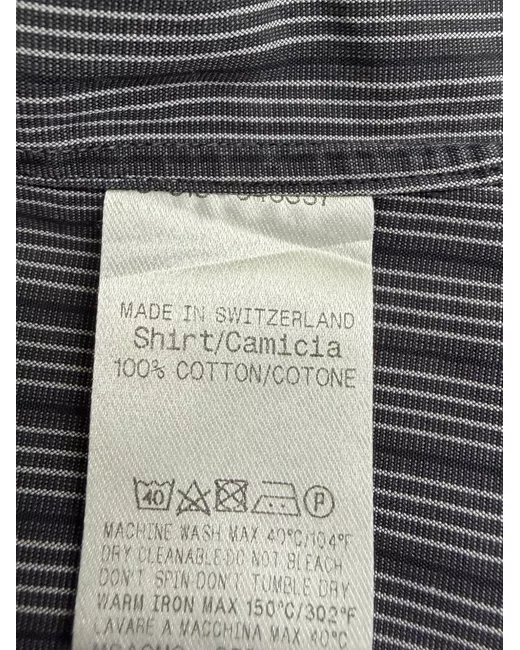 MADE IN SWITZERLAND
Shirt/Camicia
100% COTTON/COTONE
40 P
MACHINE WASH MAX 40°C/104°F
DRY CLEANABLE·DO NOT BLEACH
DON'T SPIN·DON'T TUMBLE DRY
WARM IRON MAX 150°C/302°F
LAVARE A MACCHINA MAX 40°C